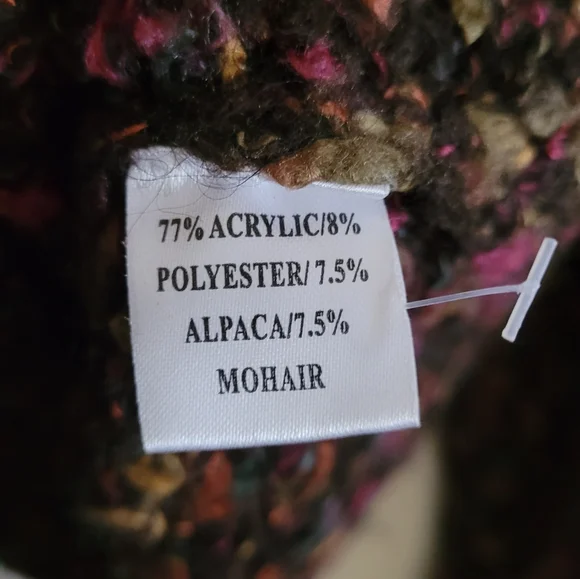 77% ACRYLIC/8%
POLYESTER/ 7.5%
ALPACA/7.5%
MOHAIR